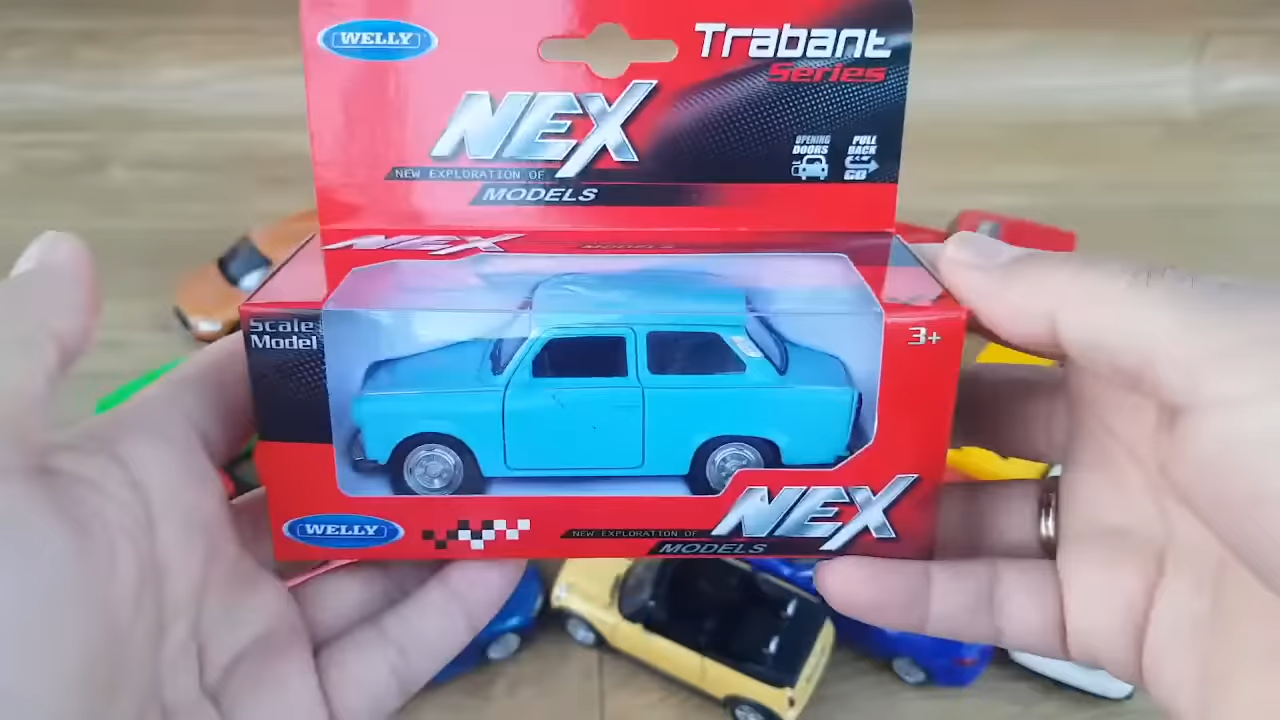 WELLY
Trabant
Series
NEX
NEW EXPLORATION OF
MODELS
OPENING
DOORS
PULL
BACK
GO
NEX
MODELS
Scale
Model
3+
WELLY
NEX
NEW EXPLORATION OF
MODELS